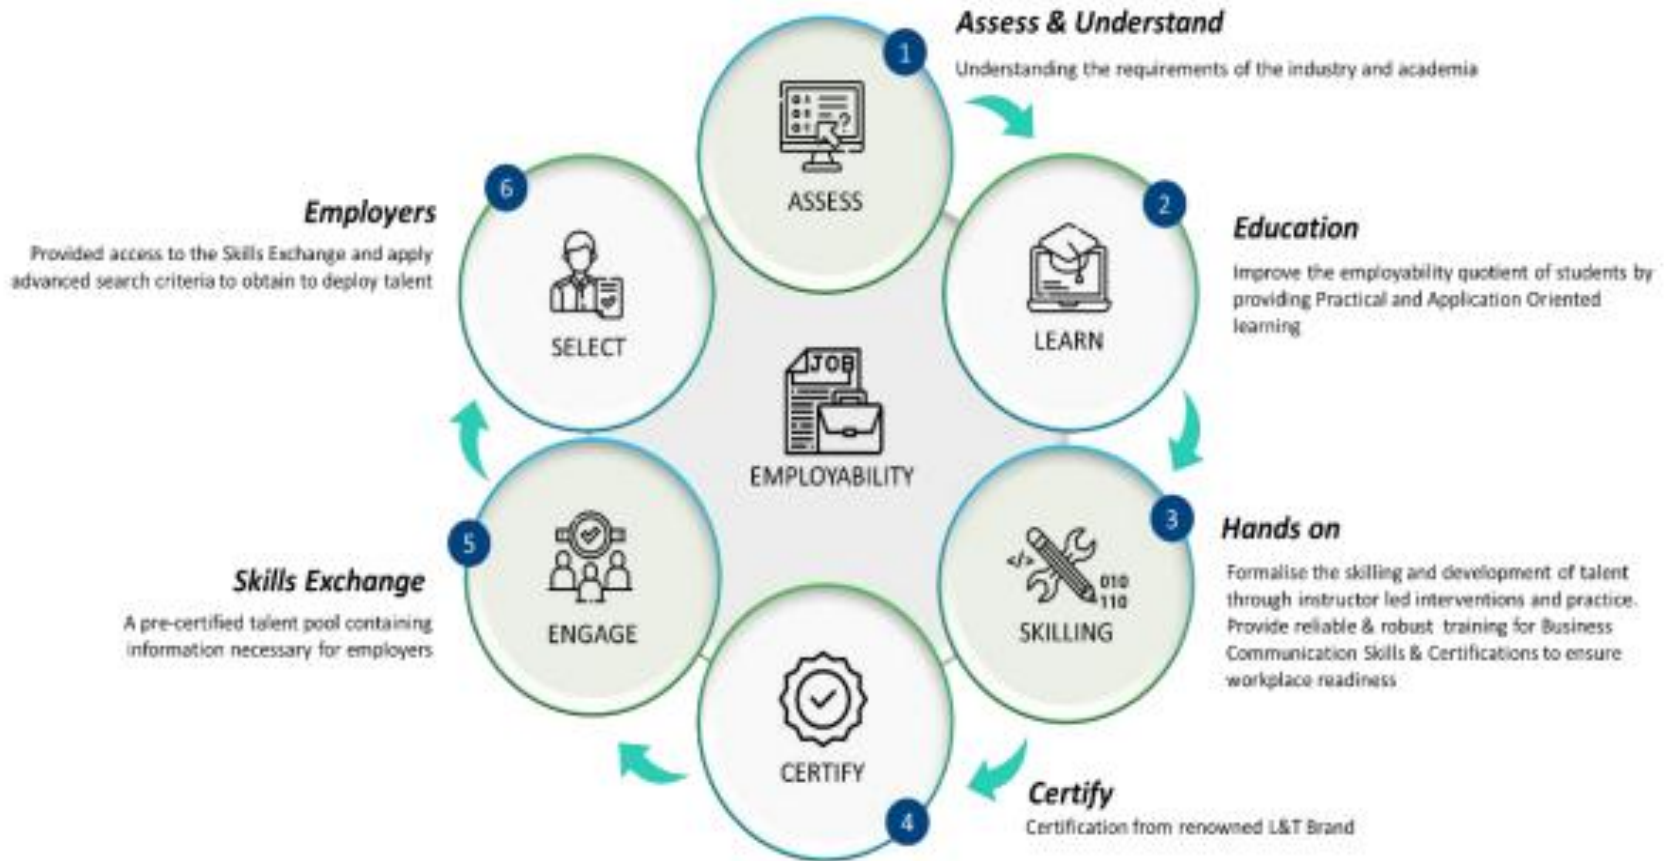 1
Assess & Understand
Understanding the requirements of the industry and academia
ASSESS
2
Education
Improve the employability quotient of students by
providing Practical and Application Oriented
learning
LEARN
3
Hands on
Formalise the skilling and development of talent
through instructor led interventions and practice.
Provide reliable & robust training for Business
Communication Skills & Certifications to ensure
workplace readiness
</>
010
110
SKILLING
4
Certify
Certification from renowned L&T Brand
CERTIFY
5
Skills Exchange
A pre-certified talent pool containing
information necessary for employers
ENGAGE
6
Employers
Provided access to the Skills Exchange and apply
advanced search criteria to obtain to deploy talent
SELECT
JOB
EMPLOYABILITY